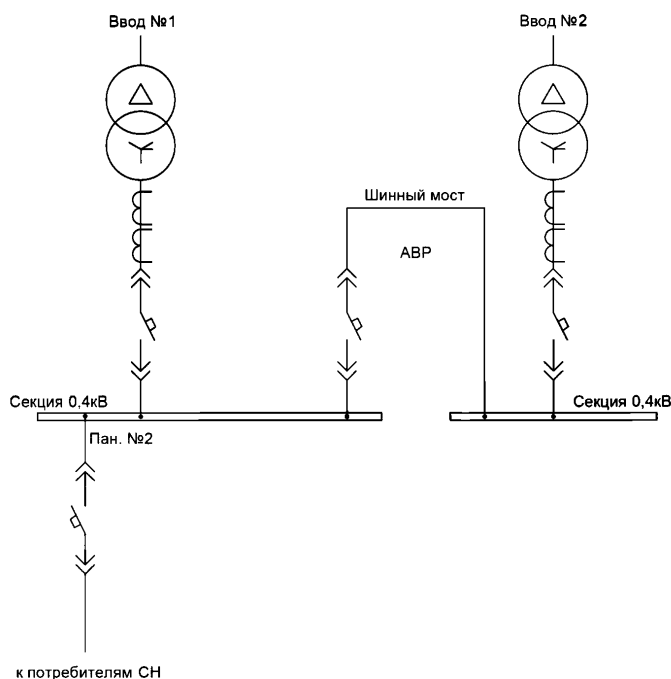 Ввод №1
Ввод №2
Шинный мост
АВР
Секция 0,4кВ
Секция 0,4кВ
Пан. №2
к потребителям СН